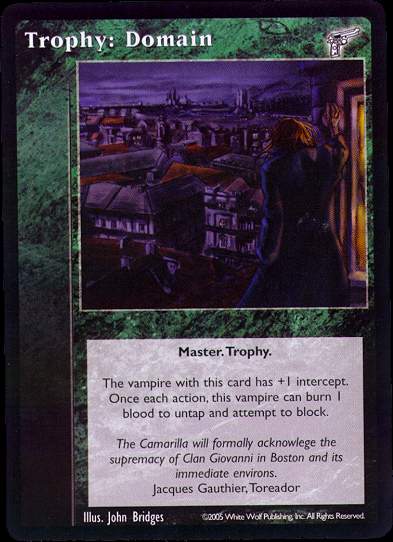 Trophy: Domain
Master. Trophy.
The vampire with this card has +1 intercept.
Once each action, this vampire can burn 1
blood to untap and attempt to block.
The Camarilla will formally acknowlege the
supremacy of Clan Giovanni in Boston and its
immediate environs.
Jacques Gauthier, Toreador
Illus. John Bridges
©2005 White Wolf Publishing, Inc. All Rights Reserved.